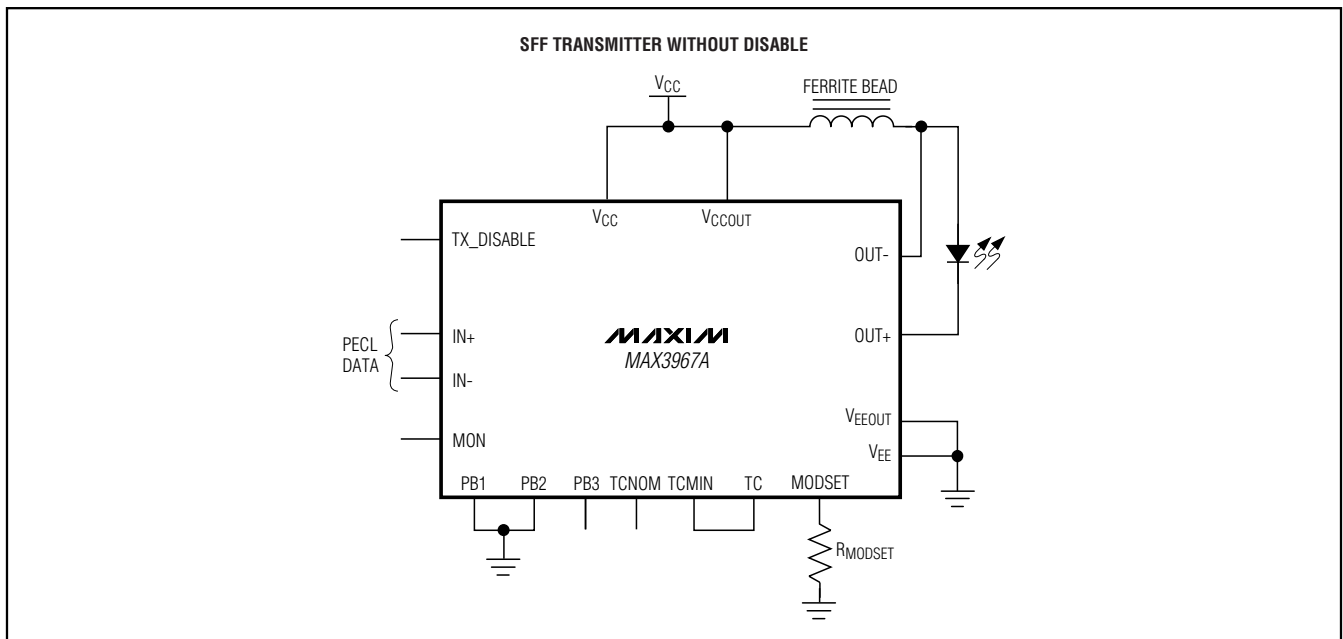 SFF TRANSMITTER WITHOUT DISABLE
VCC
FERRITE BEAD
VCC
VCCOUT
TX_DISABLE
OUT-
PECL
DATA
IN+
IN-
MAXIM
MAX3967A
OUT+
MON
VEEOUT
VEE
PB1 PB2 PB3 TCNOM TCMIN TC MODSET
RMODSET